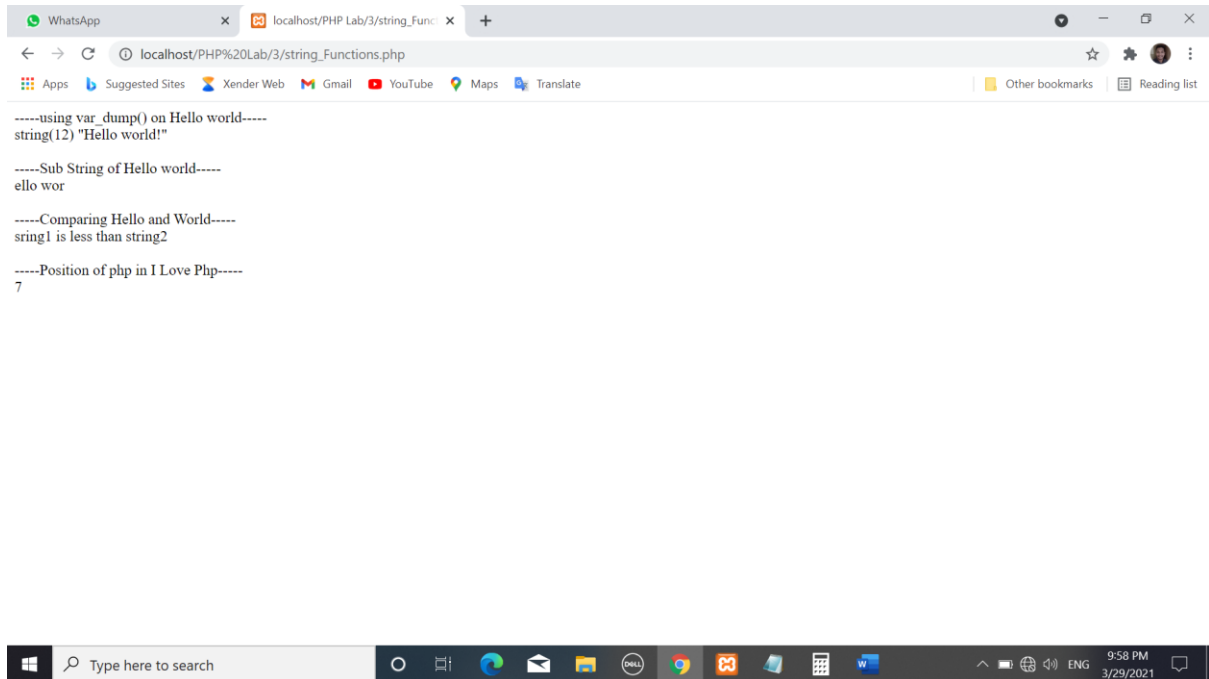 WhatsApp
localhost/PHP Lab/3/string_Func
localhost/PHP%20Lab/3/string_Functions.php
Apps Suggested Sites Xender Web Gmail YouTube Maps Translate Other bookmarks Reading list
-----using var_dump() on Hello world-----
string(12) "Hello world!"
-----Sub String of Hello world-----
ello wor
-----Comparing Hello and World-----
sring1 is less than string2
-----Position of php in I Love Php-----
7
Type here to search
DELL
W
ENG
9:58 PM
3/29/2021